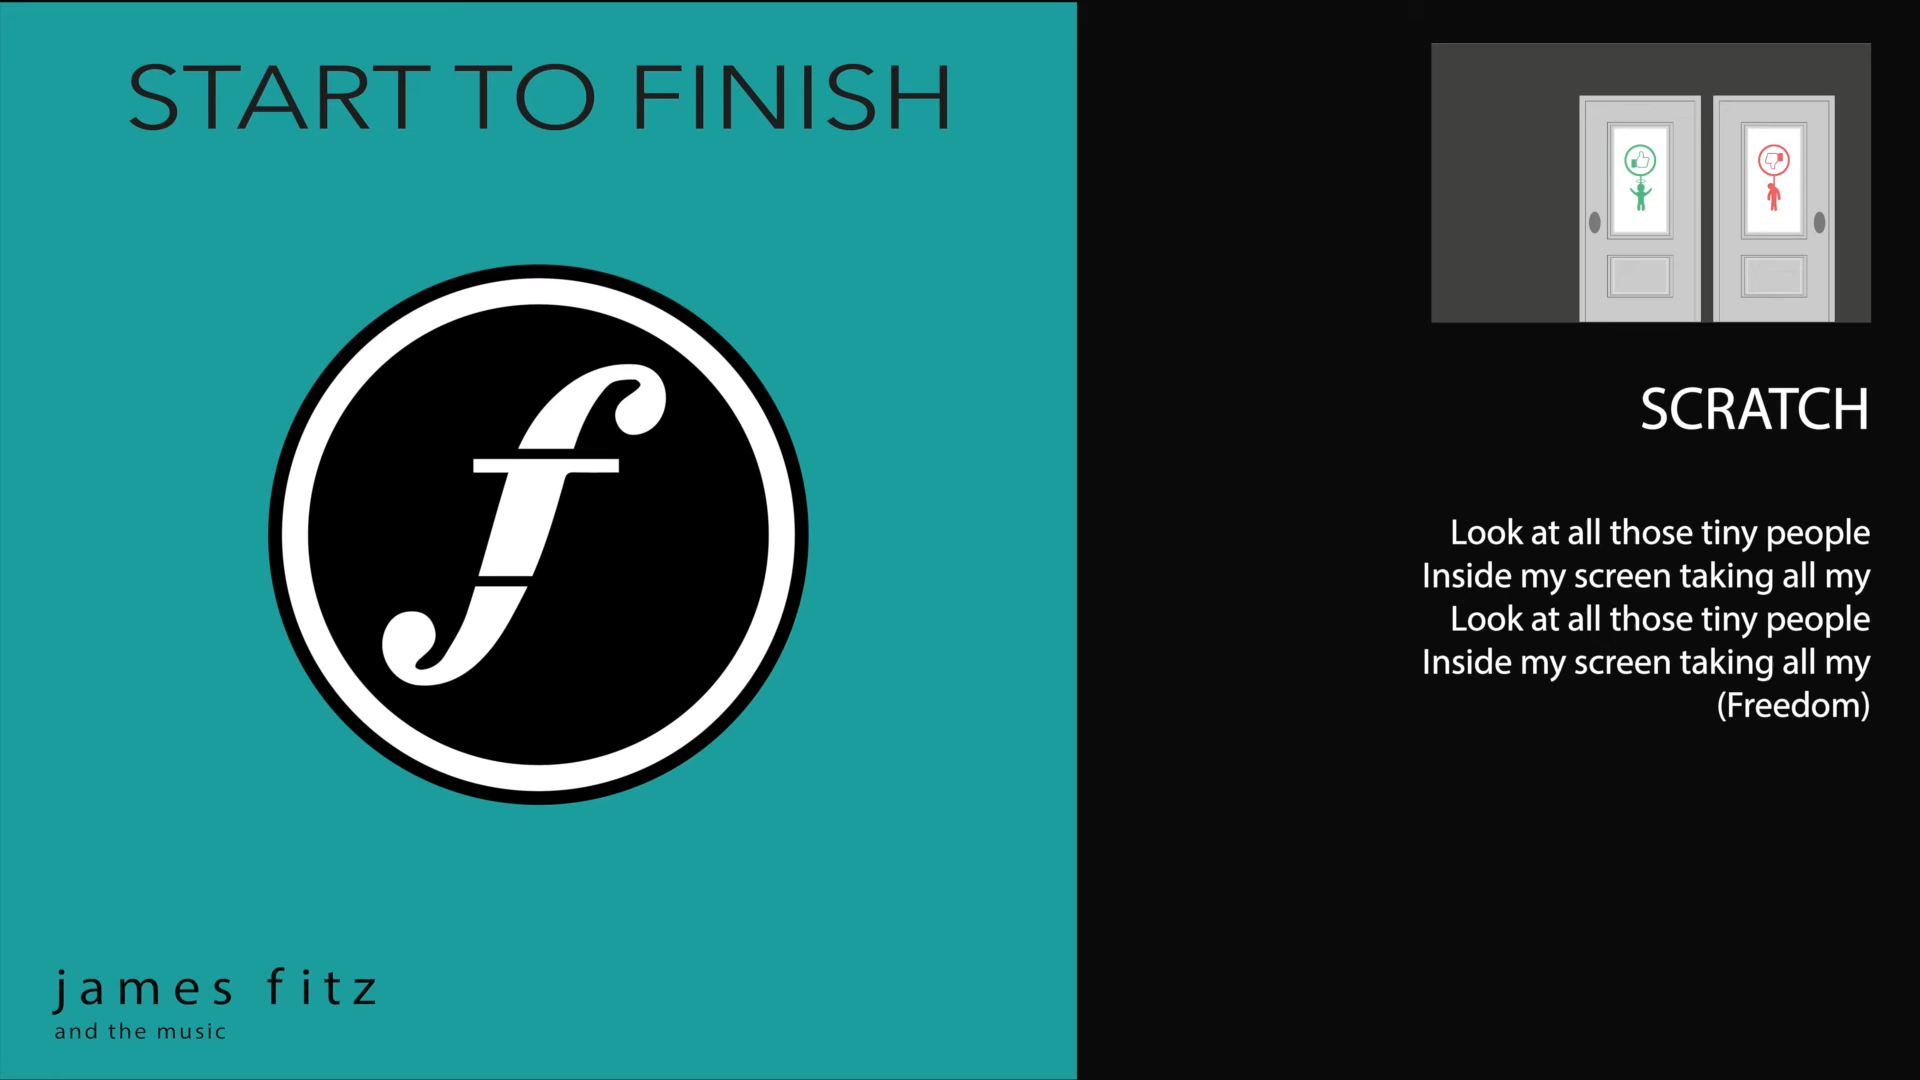 START TO FINISH
f
james fitz
and the music
SCRATCH
Look at all those tiny people
Inside my screen taking all my
Look at all those tiny people
Inside my screen taking all my
(Freedom)